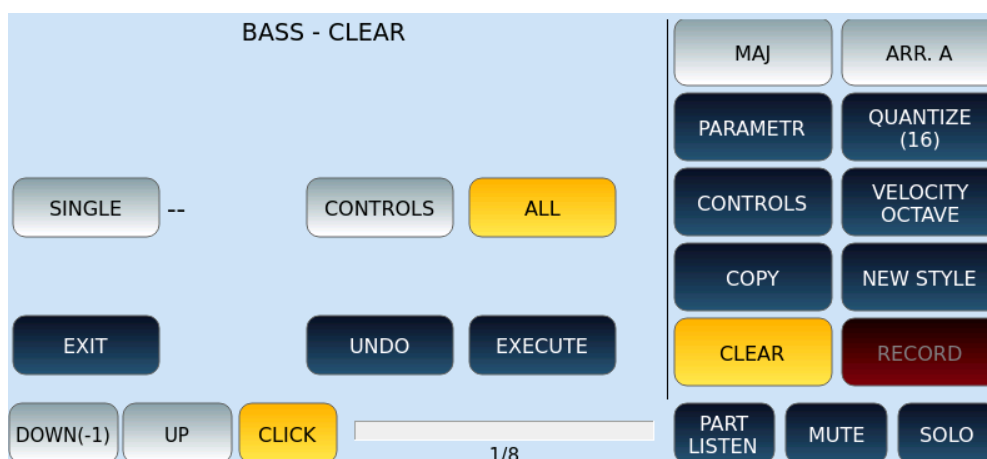 BASS - CLEAR
MAJ
ARR. A
PARAMETR
QUANTIZE
(16)
SINGLE
--
CONTROLS
ALL
CONTROLS
VELOCITY
OCTAVE
COPY
NEW STYLE
EXIT
UNDO
EXECUTE
CLEAR
RECORD
DOWN(-1)
UP
CLICK
1/8
PART
LISTEN
MUTE
SOLO